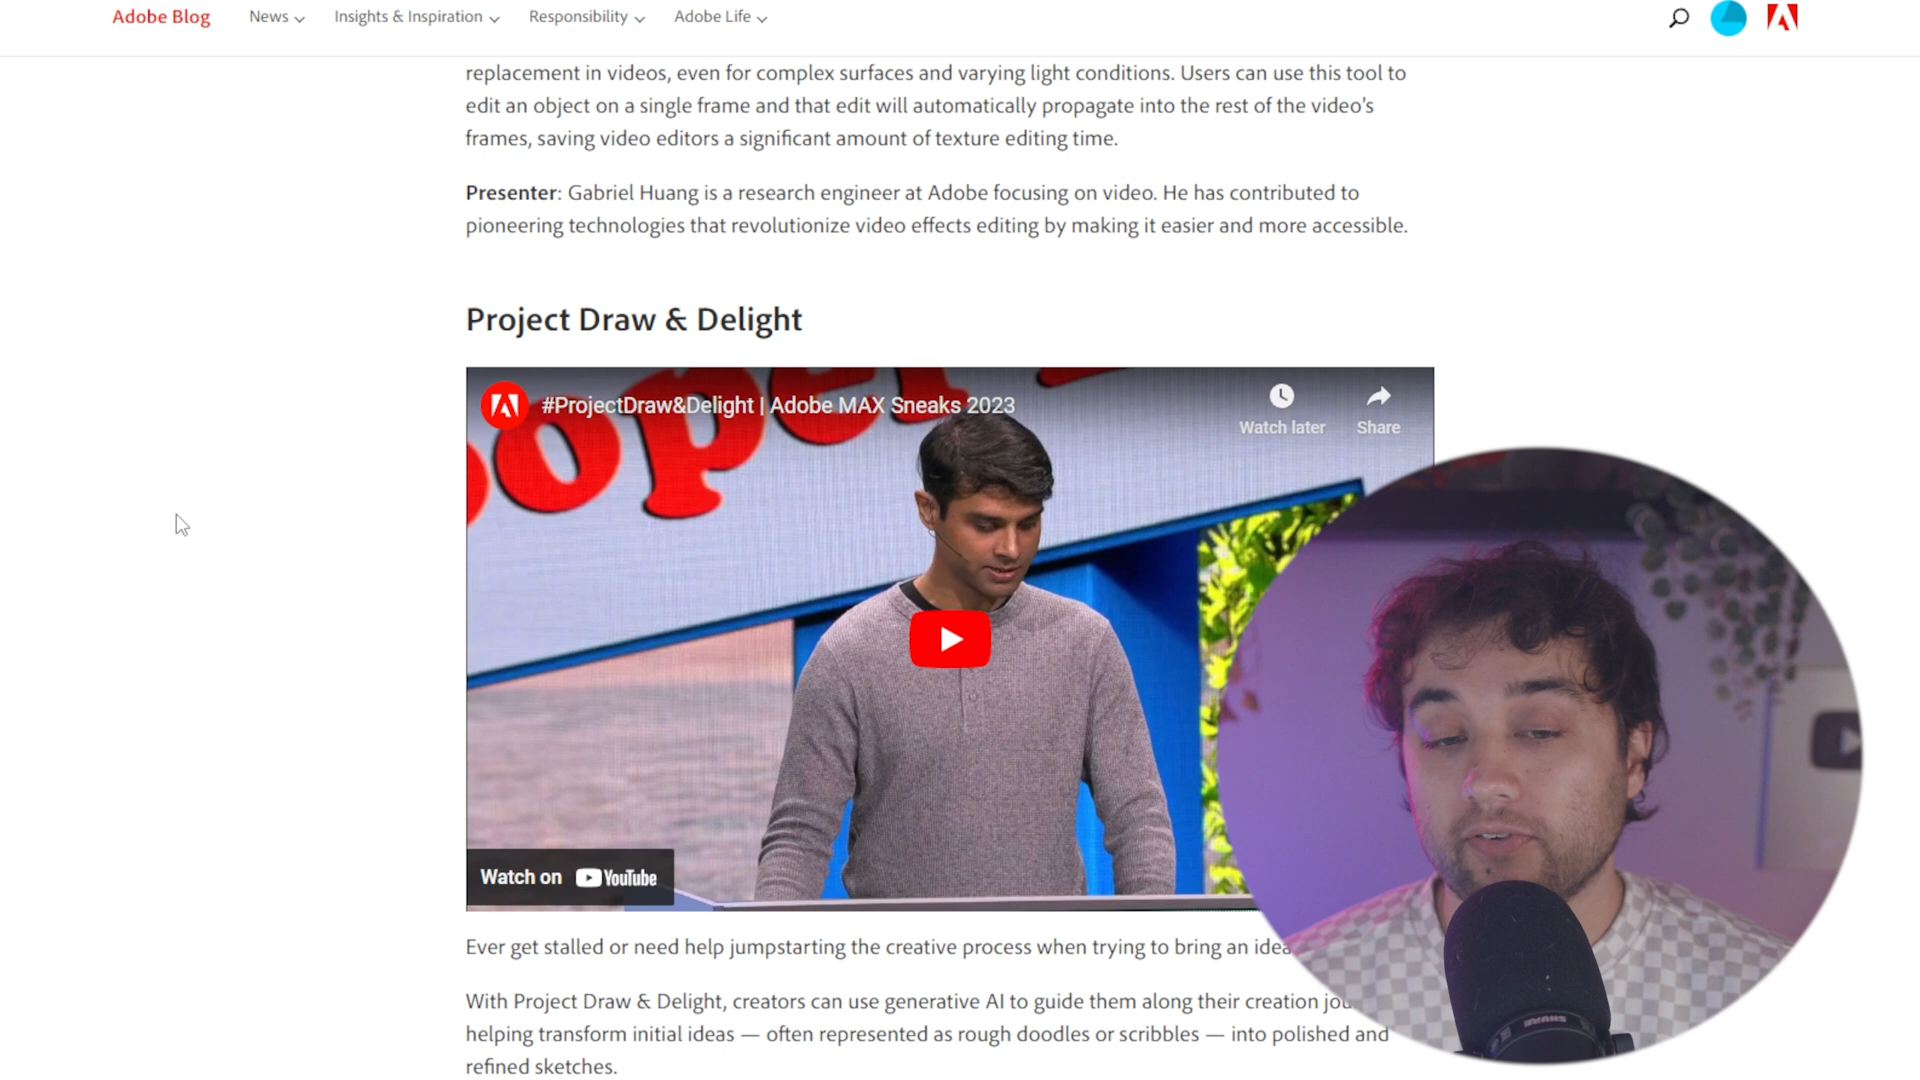 Adobe Blog News Insights & Inspiration Responsibility Adobe Life
replacement in videos, even for complex surfaces and varying light conditions. Users can use this tool to
edit an object on a single frame and that edit will automatically propagate into the rest of the video's
frames, saving video editors a significant amount of texture editing time.
Presenter: Gabriel Huang is a research engineer at Adobe focusing on video. He has contributed to
pioneering technologies that revolutionize video effects editing by making it easier and more accessible.
Project Draw & Delight
#ProjectDraw&Delight | Adobe MAX Sneaks 2023
Watch later Share
Watch on YouTube
Ever get stalled or need help jumpstarting the creative process when trying to bring an idea
With Project Draw & Delight, creators can use generative AI to guide them along their creation
helping transform initial ideas — often represented as rough doodles or scribbles — into polished and
refined sketches.